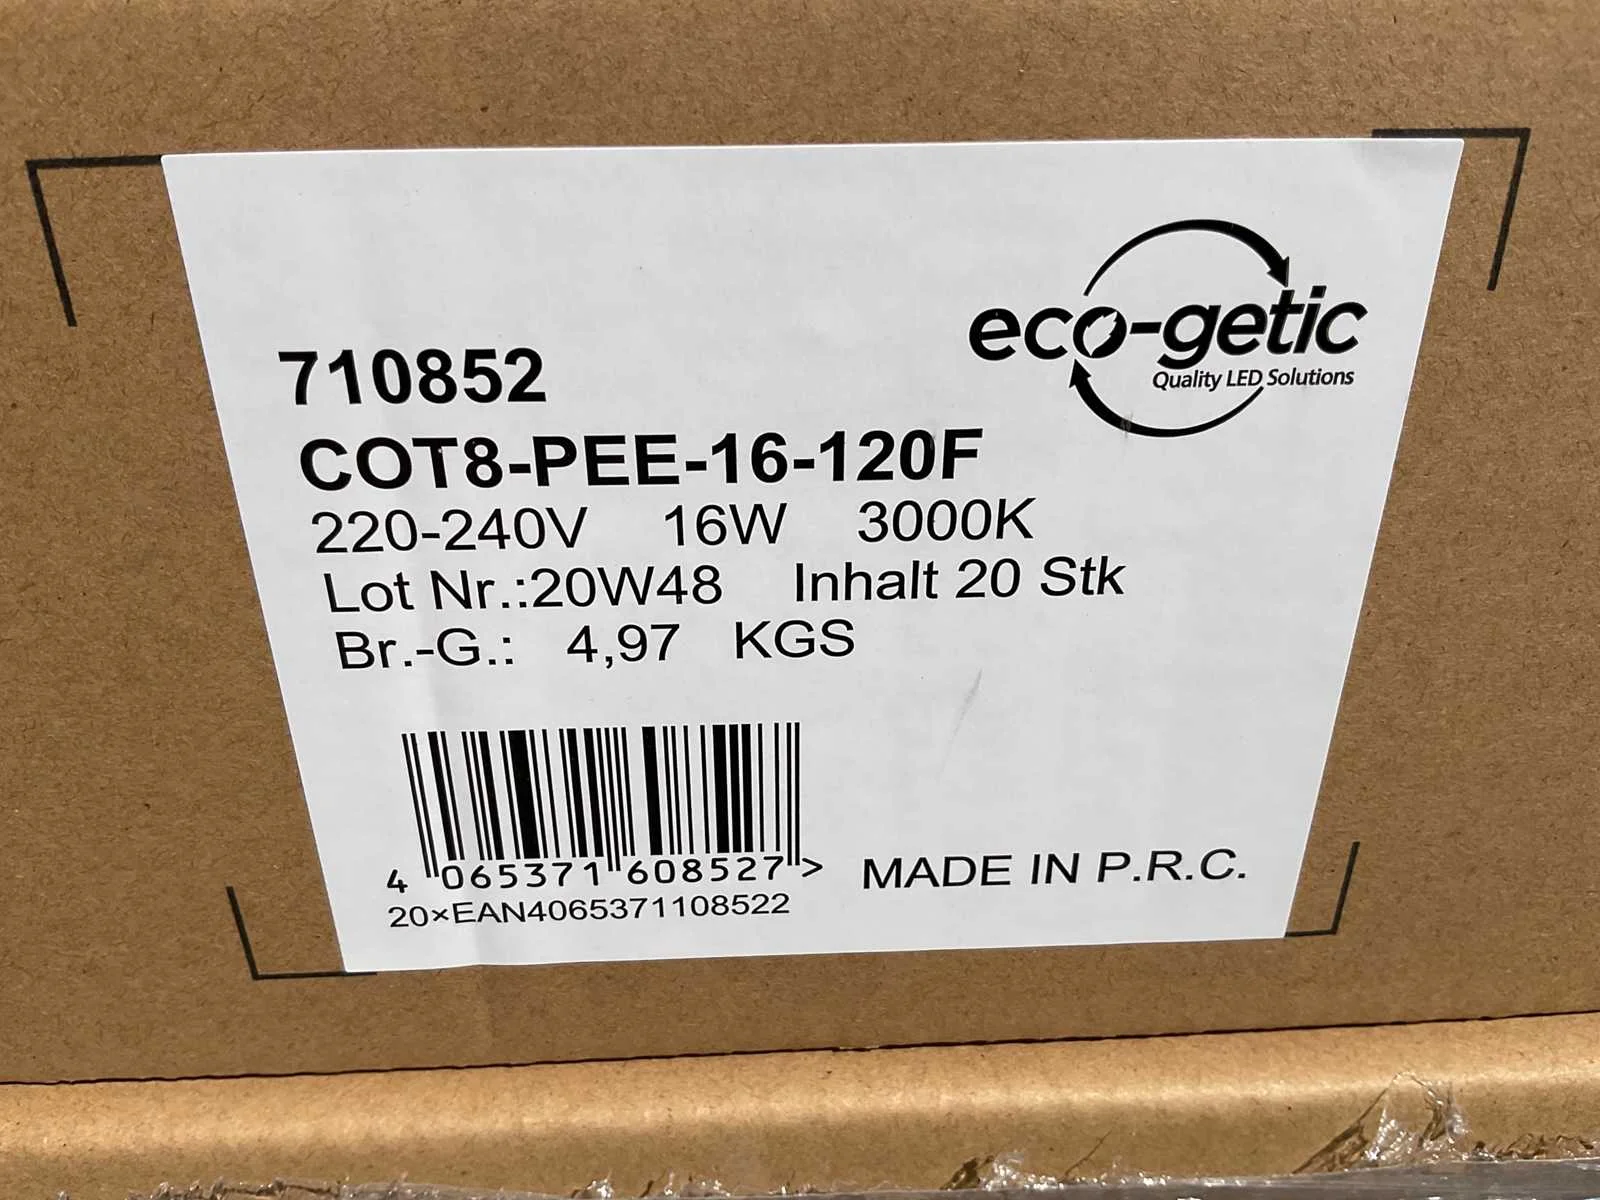 eco-getic
Quality LED Solutions
710852
COT8-PEE-16-120F
220-240V 16W 3000K
Lot Nr.:20W48 Inhalt 20 Stk
Br.-G.: 4,97 KGS
4 065371 608527 >
MADE IN P.R.C.
20×EAN4065371108522